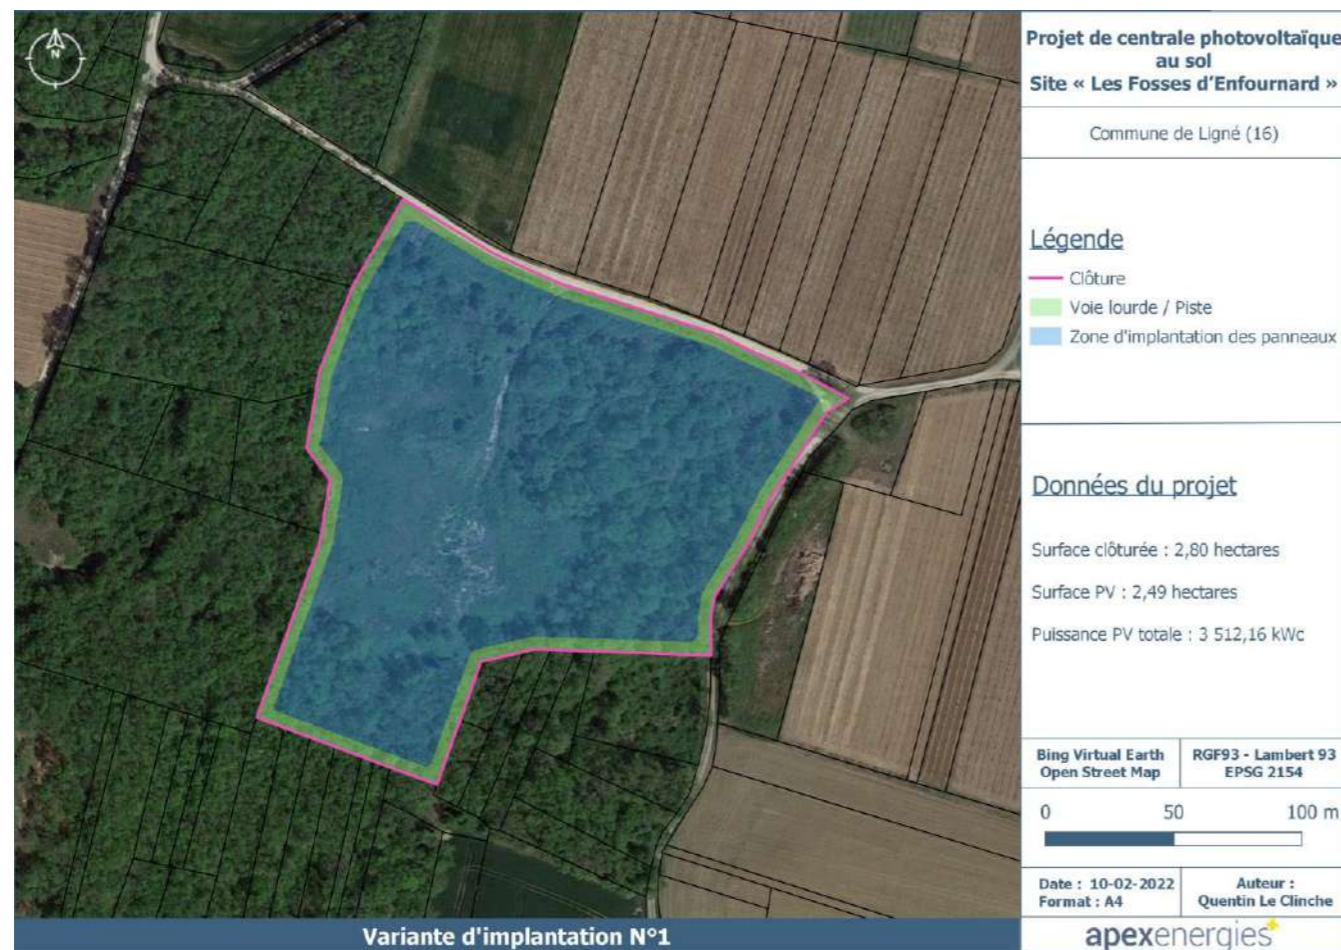 N
Projet de centrale photovoltaïque
au sol
Site « Les Fosses d'Enfournard »
Commune de Ligné (16)
Légende
Clôture
Voie lourde / Piste
Zone d'implantation des panneaux
Données du projet
Surface clôturée : 2,80 hectares
Surface PV : 2,49 hectares
Puissance PV totale : 3 512,16 kWc
Bing Virtual Earth
Open Street Map
RGF93 - Lambert 93
EPSG 2154
0 50 100 m
Date : 10-02-2022
Format : A4
Auteur :
Quentin Le Clinche
Variante d'implantation N°1
apexenergies